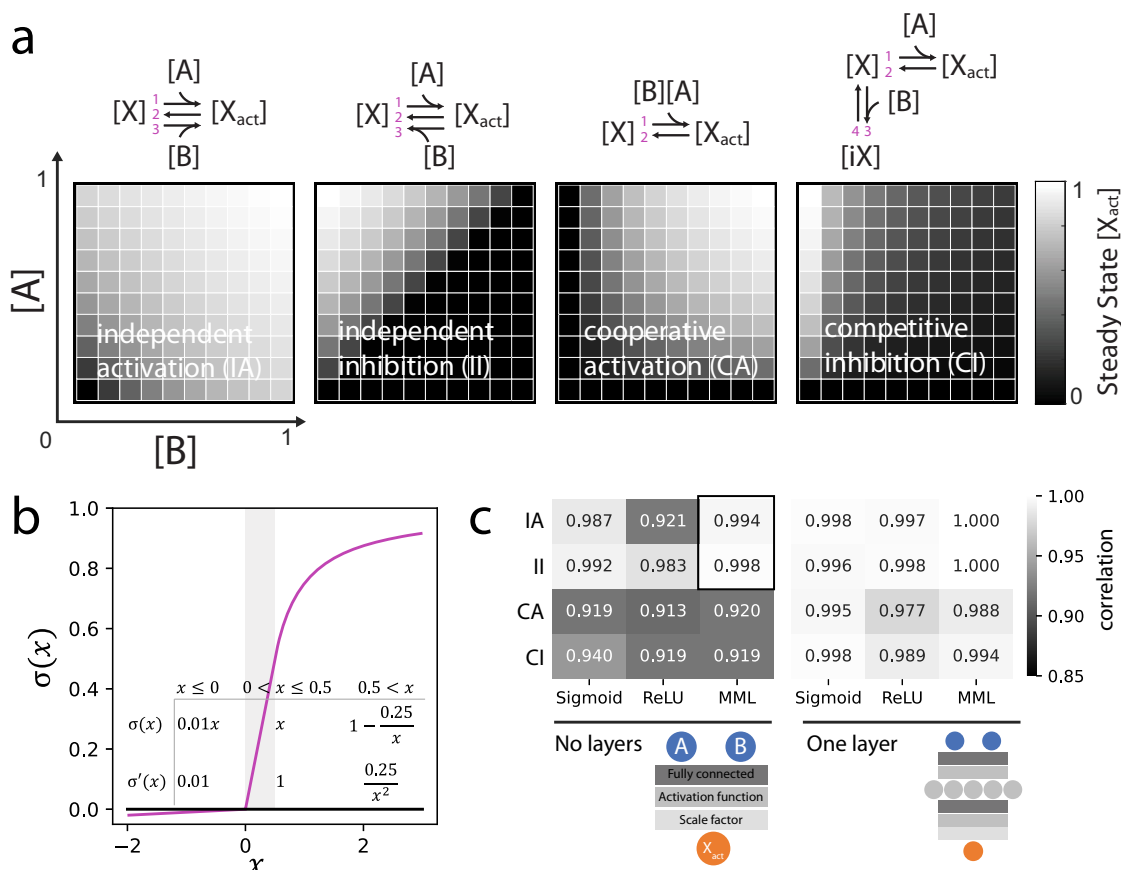 a
[A]
[X] 1 2 3 [Xact]
[B]
[A]
[X] 1 2 3 [Xact]
[B]
[B][A]
[X] 1 2 [Xact]
[A]
[X] 1 2 [Xact]
[B]
4 3
[iX]
1
[A]
0
[B]
1
independent
activation (IA)
independent
inhibition (II)
cooperative
activation (CA)
competitive
inhibition (CI)
1
0
Steady State [Xact]
b
σ(x)
1.0
0.8
0.6
0.4
0.2
0.0
x ≤ 0 0 < x ≤ 0.5 0.5 < x
σ(x) 0.01x x 1 − 0.25/x
σ′(x) 0.01 1 0.25/x²
−2 0 2
x
c
IA 0.987 0.921 0.994 0.998 0.997 1.000
II 0.992 0.983 0.998 0.996 0.998 1.000
CA 0.919 0.913 0.920 0.995 0.977 0.988
CI 0.940 0.919 0.919 0.998 0.989 0.994
Sigmoid ReLU MML Sigmoid ReLU MML
1.00
0.95
0.90
0.85
correlation
No layers
A B
Fully connected
Activation function
Scale factor
Xact
One layer